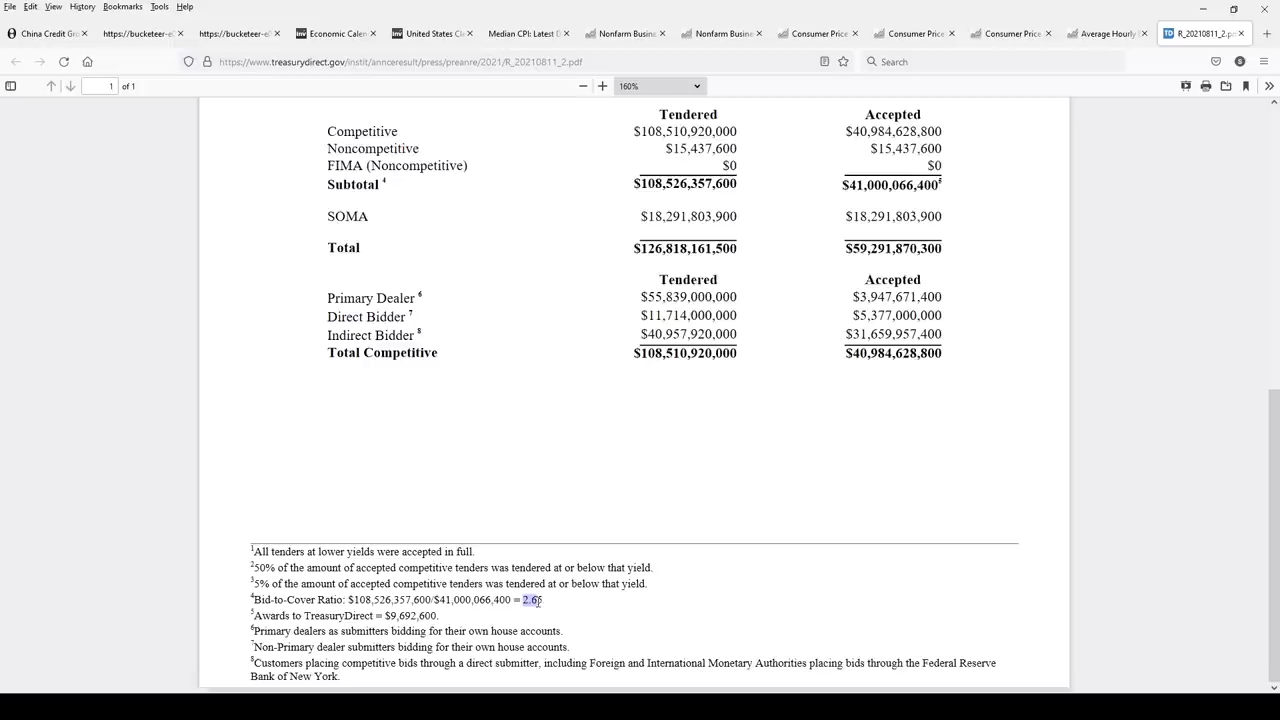 File Edit View History Bookmarks Tools Help
China Credit Gro https://bucketeer-e https://bucketeer-e Economic Calen United States Cle Median CPI: Latest D Nonfarm Busine Nonfarm Busine Consumer Price Consumer Price Consumer Price Average Hourly R_20210811_2.pdf
https://www.treasurydirect.gov/instit/annceresult/press/preanre/2021/R_20210811_2.pdf Search
1 of 1 160%
Tendered Accepted
Competitive $108,510,920,000 $40,984,628,800
Noncompetitive $15,437,600 $15,437,600
FIMA (Noncompetitive) $0 $0
Subtotal 4 $108,526,357,600 $41,000,066,400 5
SOMA $18,291,803,900 $18,291,803,900
Total $126,818,161,500 $59,291,870,300
Tendered Accepted
Primary Dealer 6 $55,839,000,000 $3,947,671,400
Direct Bidder 7 $11,714,000,000 $5,377,000,000
Indirect Bidder 8 $40,957,920,000 $31,659,957,400
Total Competitive $108,510,920,000 $40,984,628,800
1All tenders at lower yields were accepted in full.
250% of the amount of accepted competitive tenders was tendered at or below that yield.
35% of the amount of accepted competitive tenders was tendered at or below that yield.
4Bid-to-Cover Ratio: $108,526,357,600/$41,000,066,400 = 2.65
5Awards to TreasuryDirect = $9,692,600.
6Primary dealers as submitters bidding for their own house accounts.
7Non-Primary dealer submitters bidding for their own house accounts.
8Customers placing competitive bids through a direct submitter, including Foreign and International Monetary Authorities placing bids through the Federal Reserve
Bank of New York.